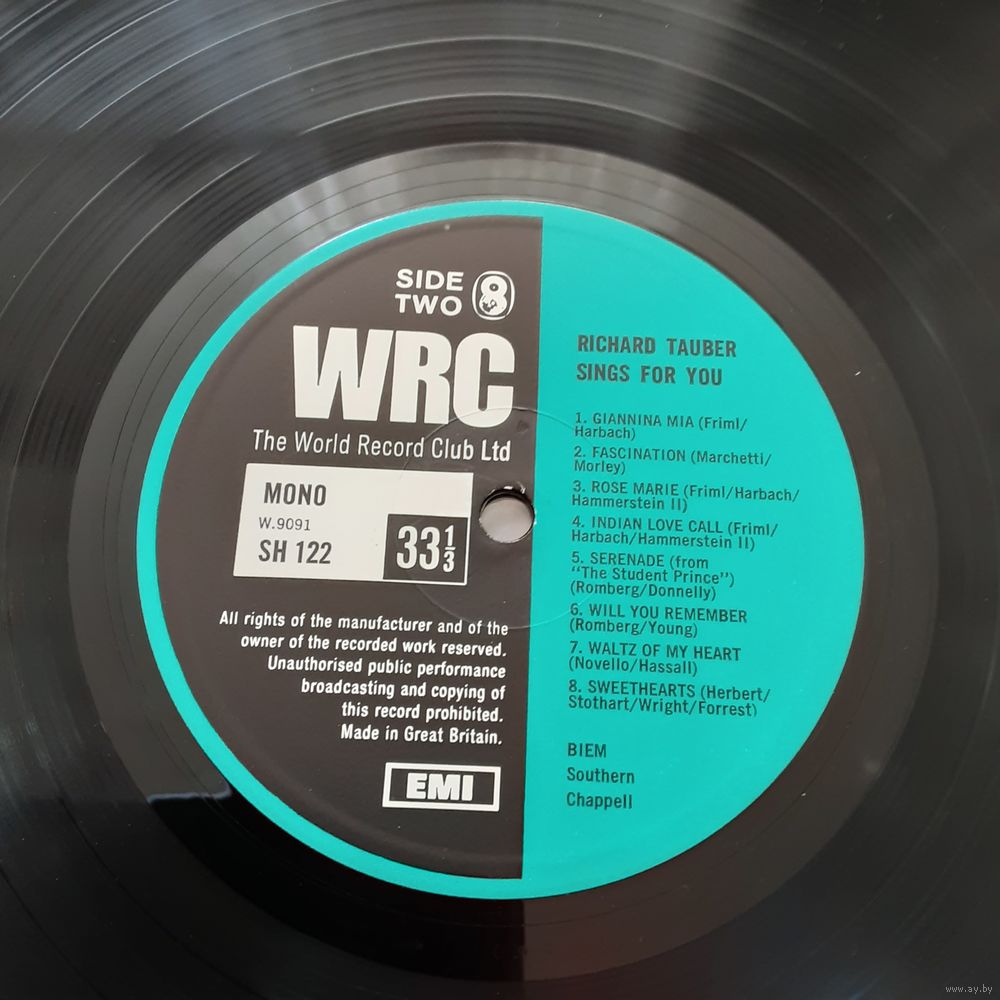 SIDE
TWO
WRC
The World Record Club Ltd
MONO
W.9091
SH 122
33⅓
All rights of the manufacturer and of the
owner of the recorded work reserved.
Unauthorised public performance
broadcasting and copying of
this record prohibited.
Made in Great Britain.
EMI
RICHARD TAUBER
SINGS FOR YOU
1. GIANNINA MIA (Friml/
Harbach)
2. FASCINATION (Marchetti/
Morley)
3. ROSE MARIE (Friml/Harbach/
Hammerstein II)
4. INDIAN LOVE CALL (Friml/
Harbach/Hammerstein II)
5. SERENADE (from
"The Student Prince")
(Romberg/Donnelly)
6. WILL YOU REMEMBER
(Romberg/Young)
7. WALTZ OF MY HEART
(Novello/Hassall)
8. SWEETHEARTS (Herbert/
Stothart/Wright/Forrest)
BIEM
Southern
Chappell
www.ay.by